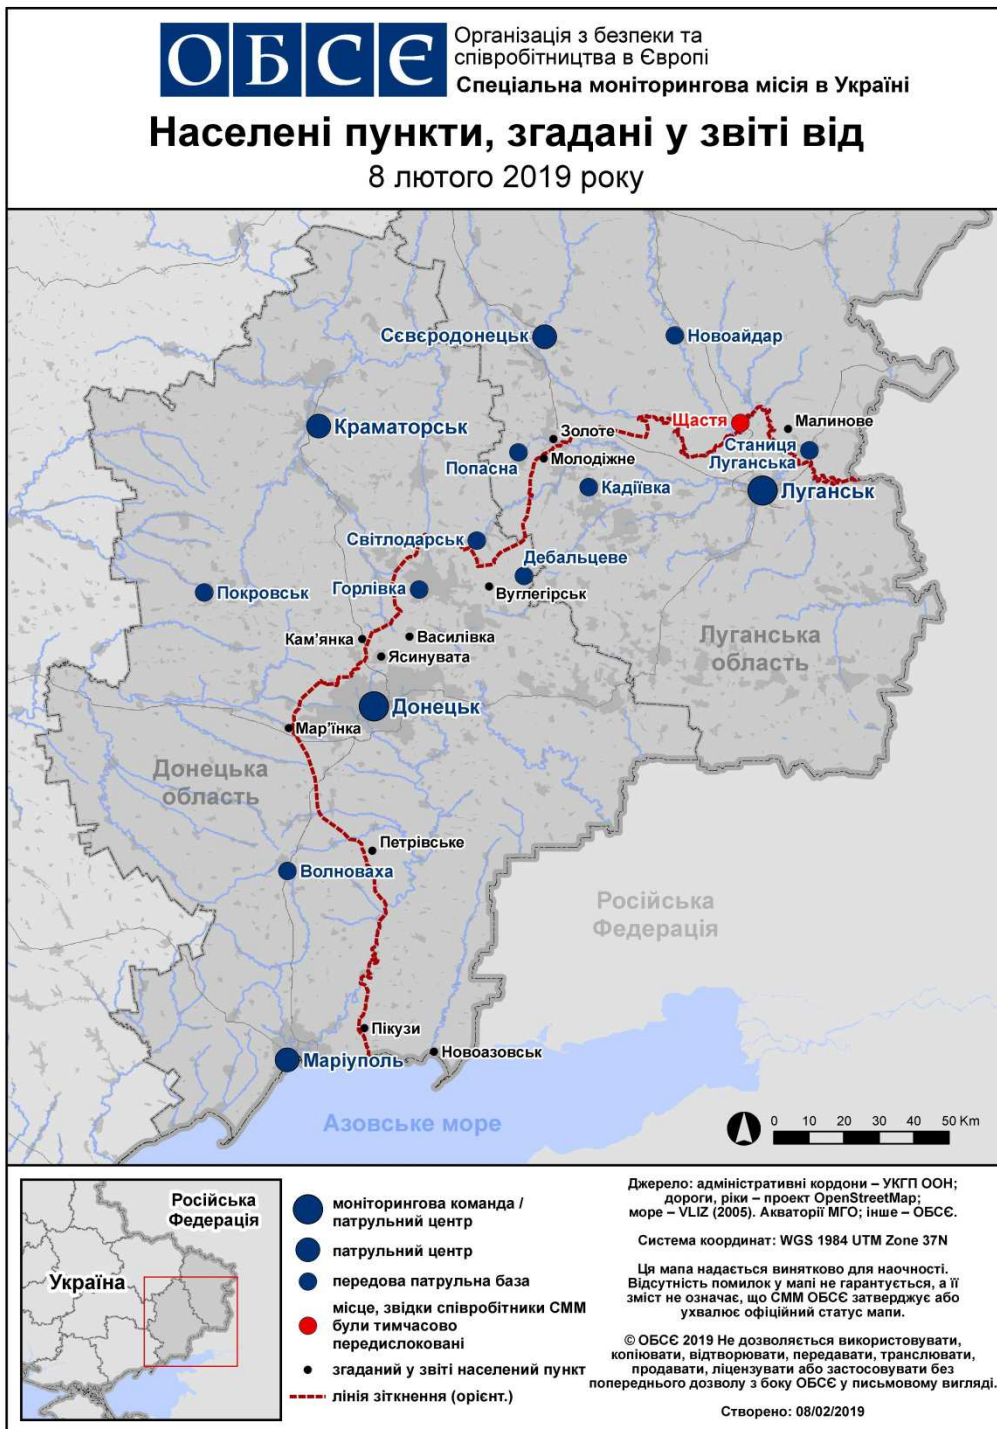 ОБСЄ
Організація з безпеки та
співробітництва в Європі
Спеціальна моніторингова місія в Україні
Населені пункти, згадані у звіті від
8 лютого 2019 року
Сєвєродонецьк
Новоайдар
Краматорськ
Щастя
Малинове
Золоте
Станиця
Луганська
Попасна
Молодіжне
Кадіївка
Луганськ
Світлодарськ
Дебальцеве
Покровськ
Горлівка
Вуглегірськ
Кам’янка
Василівка
Ясинувата
Луганська
область
Донецьк
Мар’їнка
Донецька
область
Петрівське
Волноваха
Російська
Федерація
Пікузи
Новоазовськ
Маріуполь
Азовське море
0 10 20 30 40 50 Km
Російська
Федерація
Україна
моніторингова команда /
патрульний центр
патрульний центр
передова патрульна база
місце, звідки співробітники СММ
були тимчасово
передислоковані
згаданий у звіті населений пункт
лінія зіткнення (орієнт.)
Джерело: адміністративні кордони – УКГП ООН;
дороги, ріки – проект OpenStreetMap;
море – VLIZ (2005). Акваторії МГО; інше – ОБСЄ.
Система координат: WGS 1984 UTM Zone 37N
Ця мапа надається винятково для наочності.
Відсутність помилок у мапі не гарантується, а її
зміст не означає, що СММ ОБСЄ затверджує або
ухвалює офіційний статус мапи.
© ОБСЄ 2019 Не дозволяється використовувати,
копіювати, відтворювати, передавати, транслювати,
продавати, ліцензувати або застосовувати без
попереднього дозволу з боку ОБСЄ у письмовому вигляді.
Створено: 08/02/2019